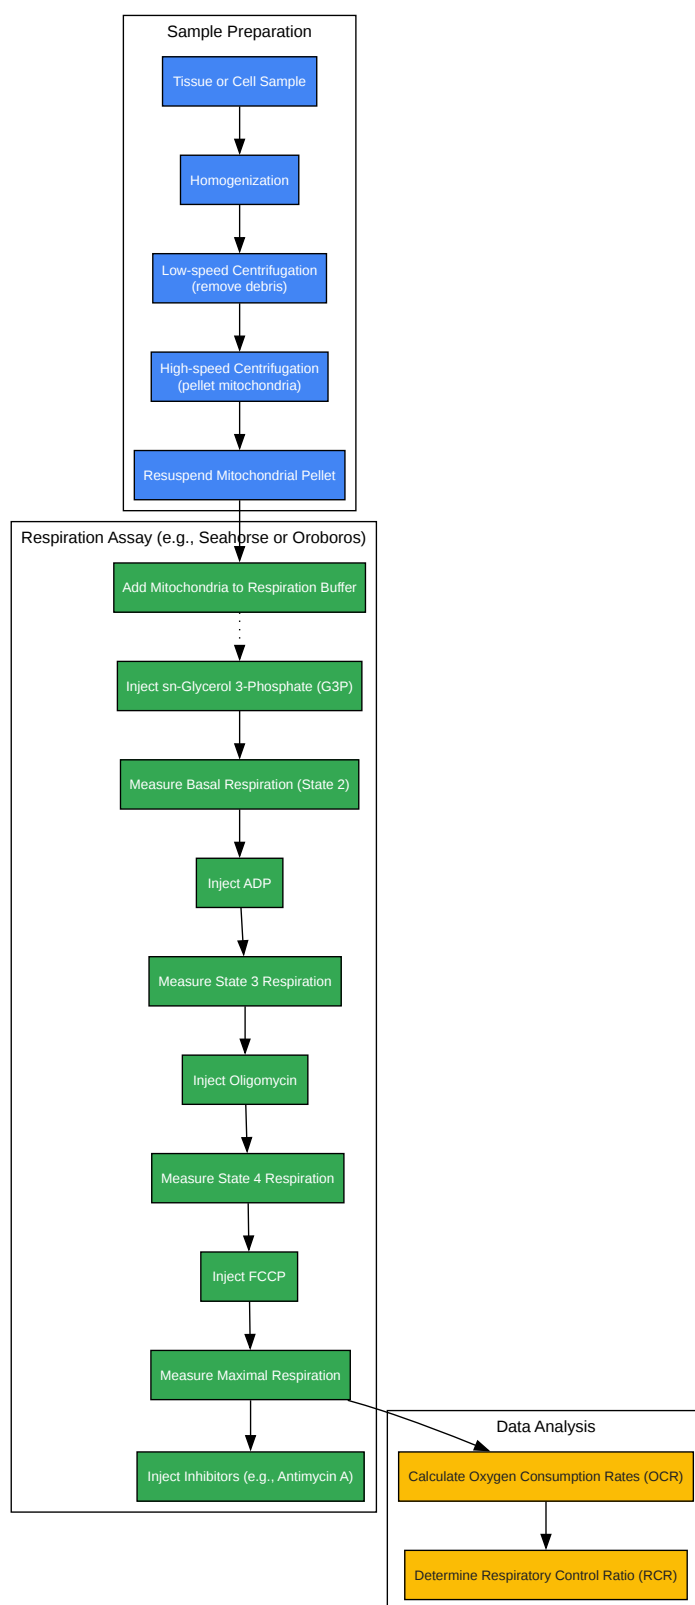 Sample Preparation
Tissue or Cell Sample
Homogenization
Low-speed Centrifugation
(remove debris)
High-speed Centrifugation
(pellet mitochondria)
Resuspend Mitochondrial Pellet
Respiration Assay (e.g., Seahorse or Oroboros)
Add Mitochondria to Respiration Buffer
Inject sn-Glycerol 3-Phosphate (G3P)
Measure Basal Respiration (State 2)
Inject ADP
Measure State 3 Respiration
Inject Oligomycin
Measure State 4 Respiration
Inject FCCP
Measure Maximal Respiration
Inject Inhibitors (e.g., Antimycin A)
Data Analysis
Calculate Oxygen Consumption Rates (OCR)
Determine Respiratory Control Ratio (RCR)